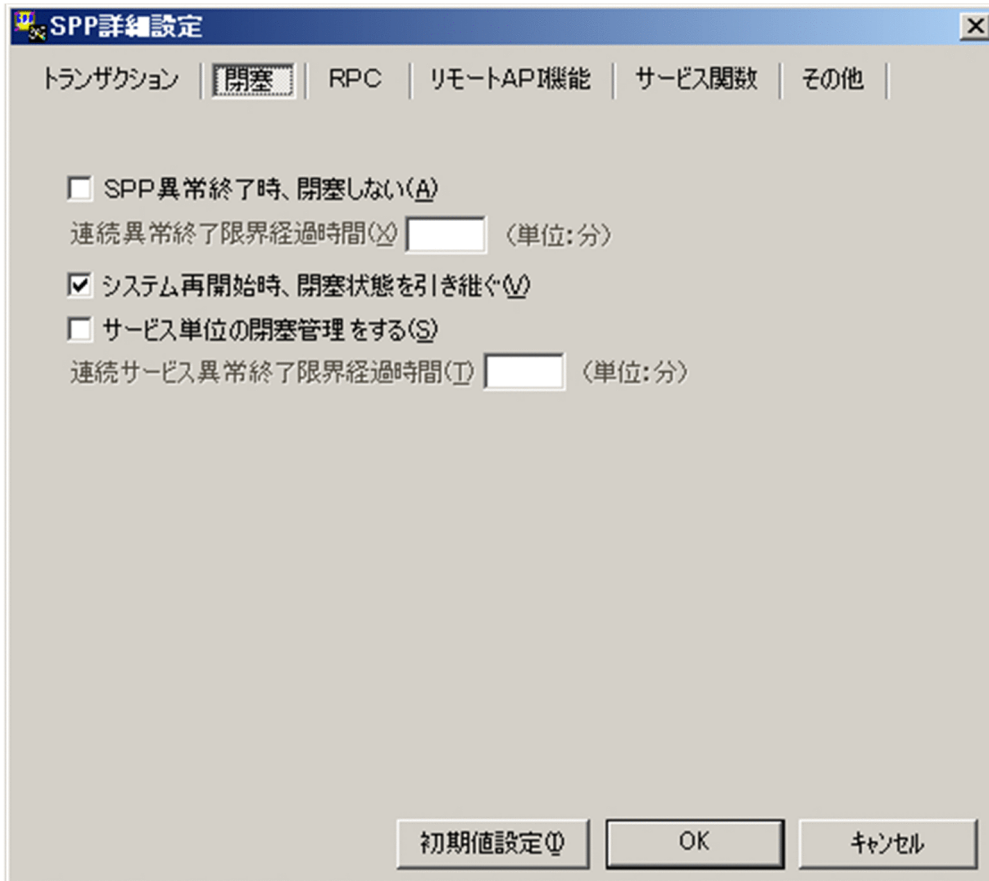 SPP詳細設定
トランザクション 閉塞 RPC リモートAPI機能 サービス関数 その他
SPP異常終了時、閉塞しない(A)
連続異常終了限界経過時間(X) (単位:分)
システム再開始時、閉塞状態を引き継ぐ(V)
サービス単位の閉塞管理をする(S)
連続サービス異常終了限界経過時間(T) (単位:分)
初期値設定(I) OK キャンセル